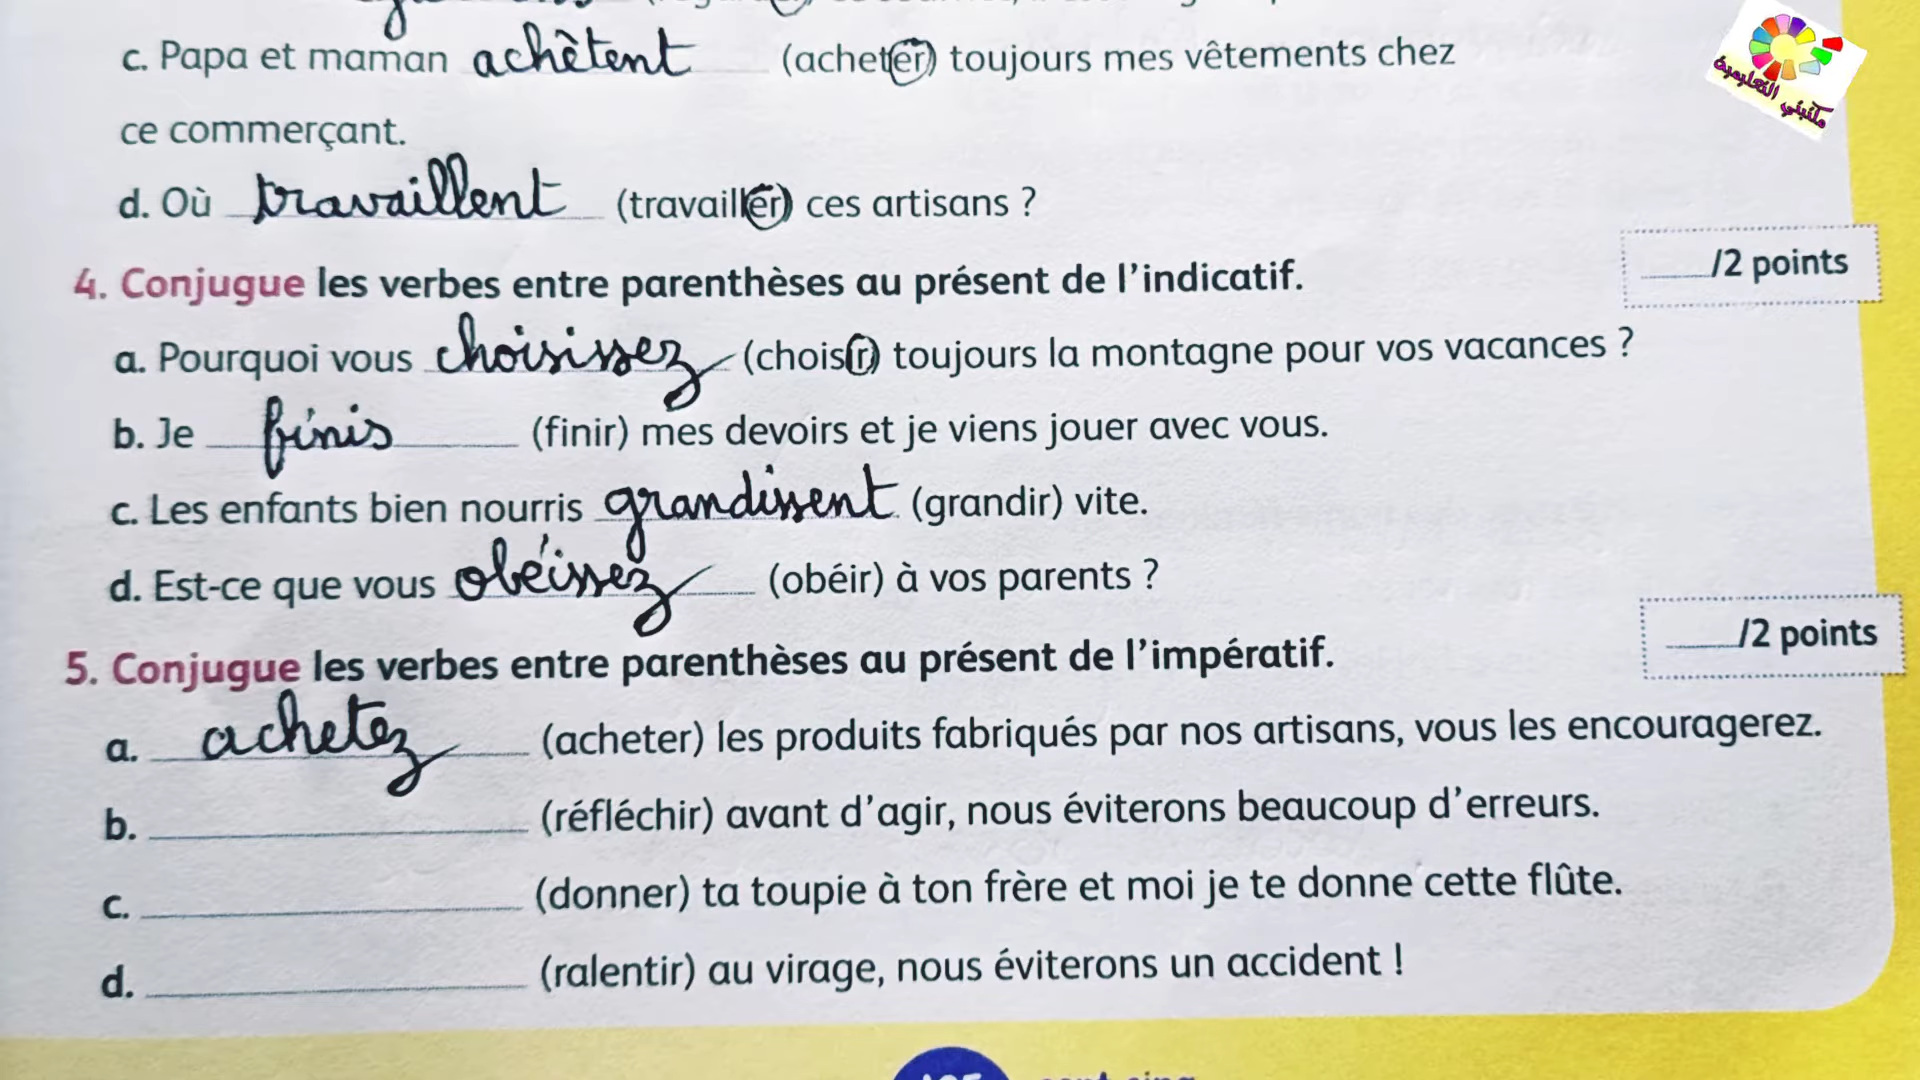 c. Papa et maman achètent (acheter) toujours mes vêtements chez
ce commerçant.
d. Où travaillent (travailler) ces artisans ?
مكتبتي التعليمية
4. Conjugue les verbes entre parenthèses au présent de l'indicatif.
/2 points
a. Pourquoi vous choisissez (choisir) toujours la montagne pour vos vacances ?
b. Je finis (finir) mes devoirs et je viens jouer avec vous.
c. Les enfants bien nourris grandissent (grandir) vite.
d. Est-ce que vous obéissez (obéir) à vos parents ?
5. Conjugue les verbes entre parenthèses au présent de l'impératif.
/2 points
a. achetez (acheter) les produits fabriqués par nos artisans, vous les encouragerez.
b. (réfléchir) avant d'agir, nous éviterons beaucoup d'erreurs.
c. (donner) ta toupie à ton frère et moi je te donne cette flûte.
d. (ralentir) au virage, nous éviterons un accident !